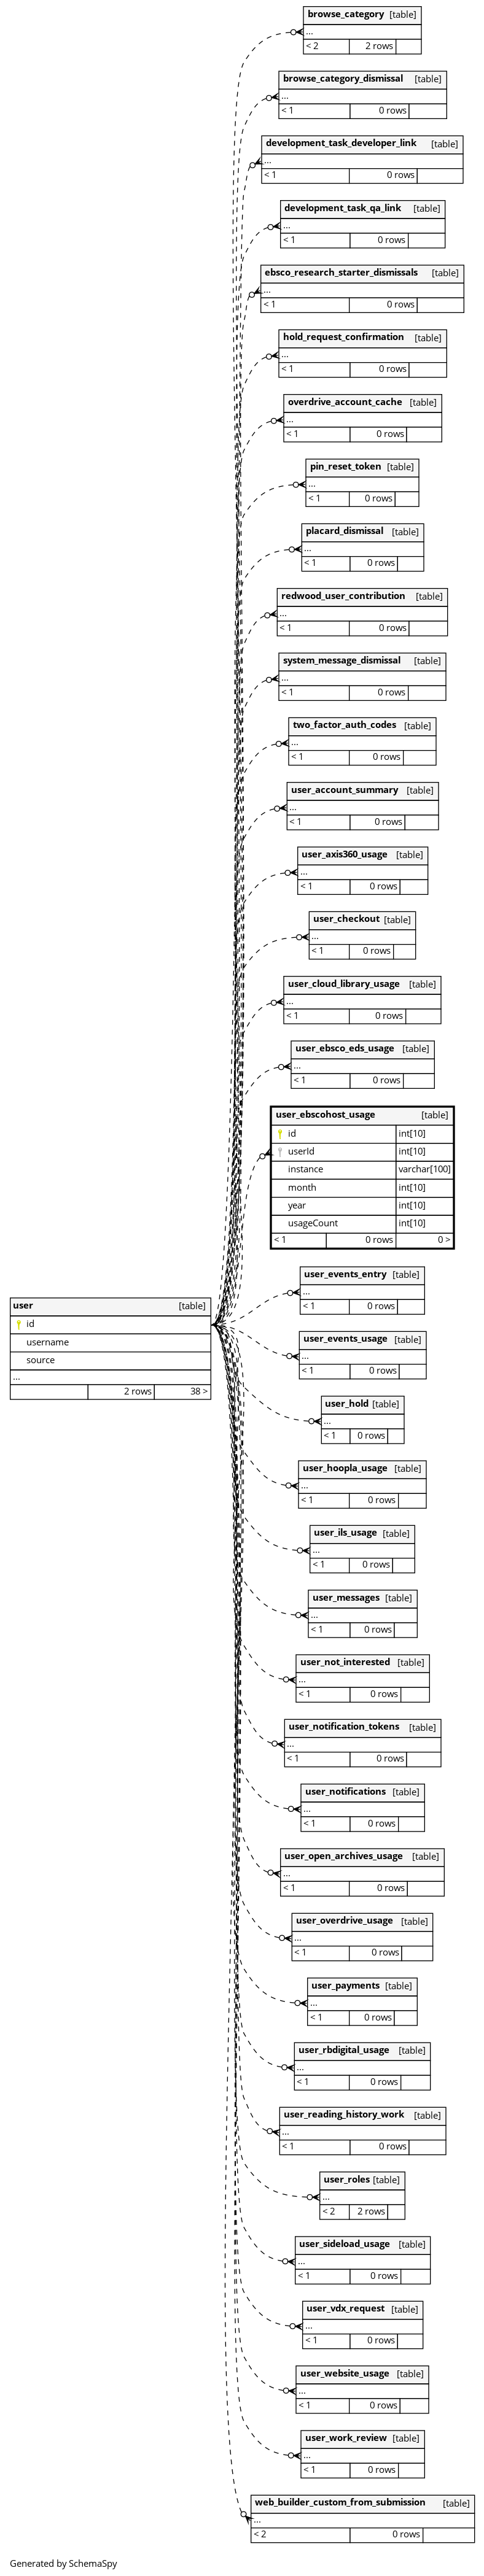 browse_category [table]
...
< 2 2 rows
browse_category_dismissal [table]
...
< 1 0 rows
development_task_developer_link [table]
...
< 1 0 rows
development_task_qa_link [table]
...
< 1 0 rows
ebsco_research_starter_dismissals [table]
...
< 1 0 rows
hold_request_confirmation [table]
...
< 1 0 rows
overdrive_account_cache [table]
...
< 1 0 rows
pin_reset_token [table]
...
< 1 0 rows
placard_dismissal [table]
...
< 1 0 rows
redwood_user_contribution [table]
...
< 1 0 rows
system_message_dismissal [table]
...
< 1 0 rows
two_factor_auth_codes [table]
...
< 1 0 rows
user_account_summary [table]
...
< 1 0 rows
user_axis360_usage [table]
...
< 1 0 rows
user_checkout [table]
...
< 1 0 rows
user_cloud_library_usage [table]
...
< 1 0 rows
user_ebsco_eds_usage [table]
...
< 1 0 rows
user_ebscohost_usage [table]
id int[10]
userId int[10]
instance varchar[100]
month int[10]
year int[10]
usageCount int[10]
< 1 0 rows 0 >
user [table]
id
username
source
...
2 rows 38 >
user_events_entry [table]
...
< 1 0 rows
user_events_usage [table]
...
< 1 0 rows
user_hold [table]
...
< 1 0 rows
user_hoopla_usage [table]
...
< 1 0 rows
user_ils_usage [table]
...
< 1 0 rows
user_messages [table]
...
< 1 0 rows
user_not_interested [table]
...
< 1 0 rows
user_notification_tokens [table]
...
< 1 0 rows
user_notifications [table]
...
< 1 0 rows
user_open_archives_usage [table]
...
< 1 0 rows
user_overdrive_usage [table]
...
< 1 0 rows
user_payments [table]
...
< 1 0 rows
user_rbdigital_usage [table]
...
< 1 0 rows
user_reading_history_work [table]
...
< 1 0 rows
user_roles [table]
...
< 2 2 rows
user_sideload_usage [table]
...
< 1 0 rows
user_vdx_request [table]
...
< 1 0 rows
user_website_usage [table]
...
< 1 0 rows
user_work_review [table]
...
< 1 0 rows
web_builder_custom_from_submission [table]
...
< 2 0 rows
Generated by SchemaSpy